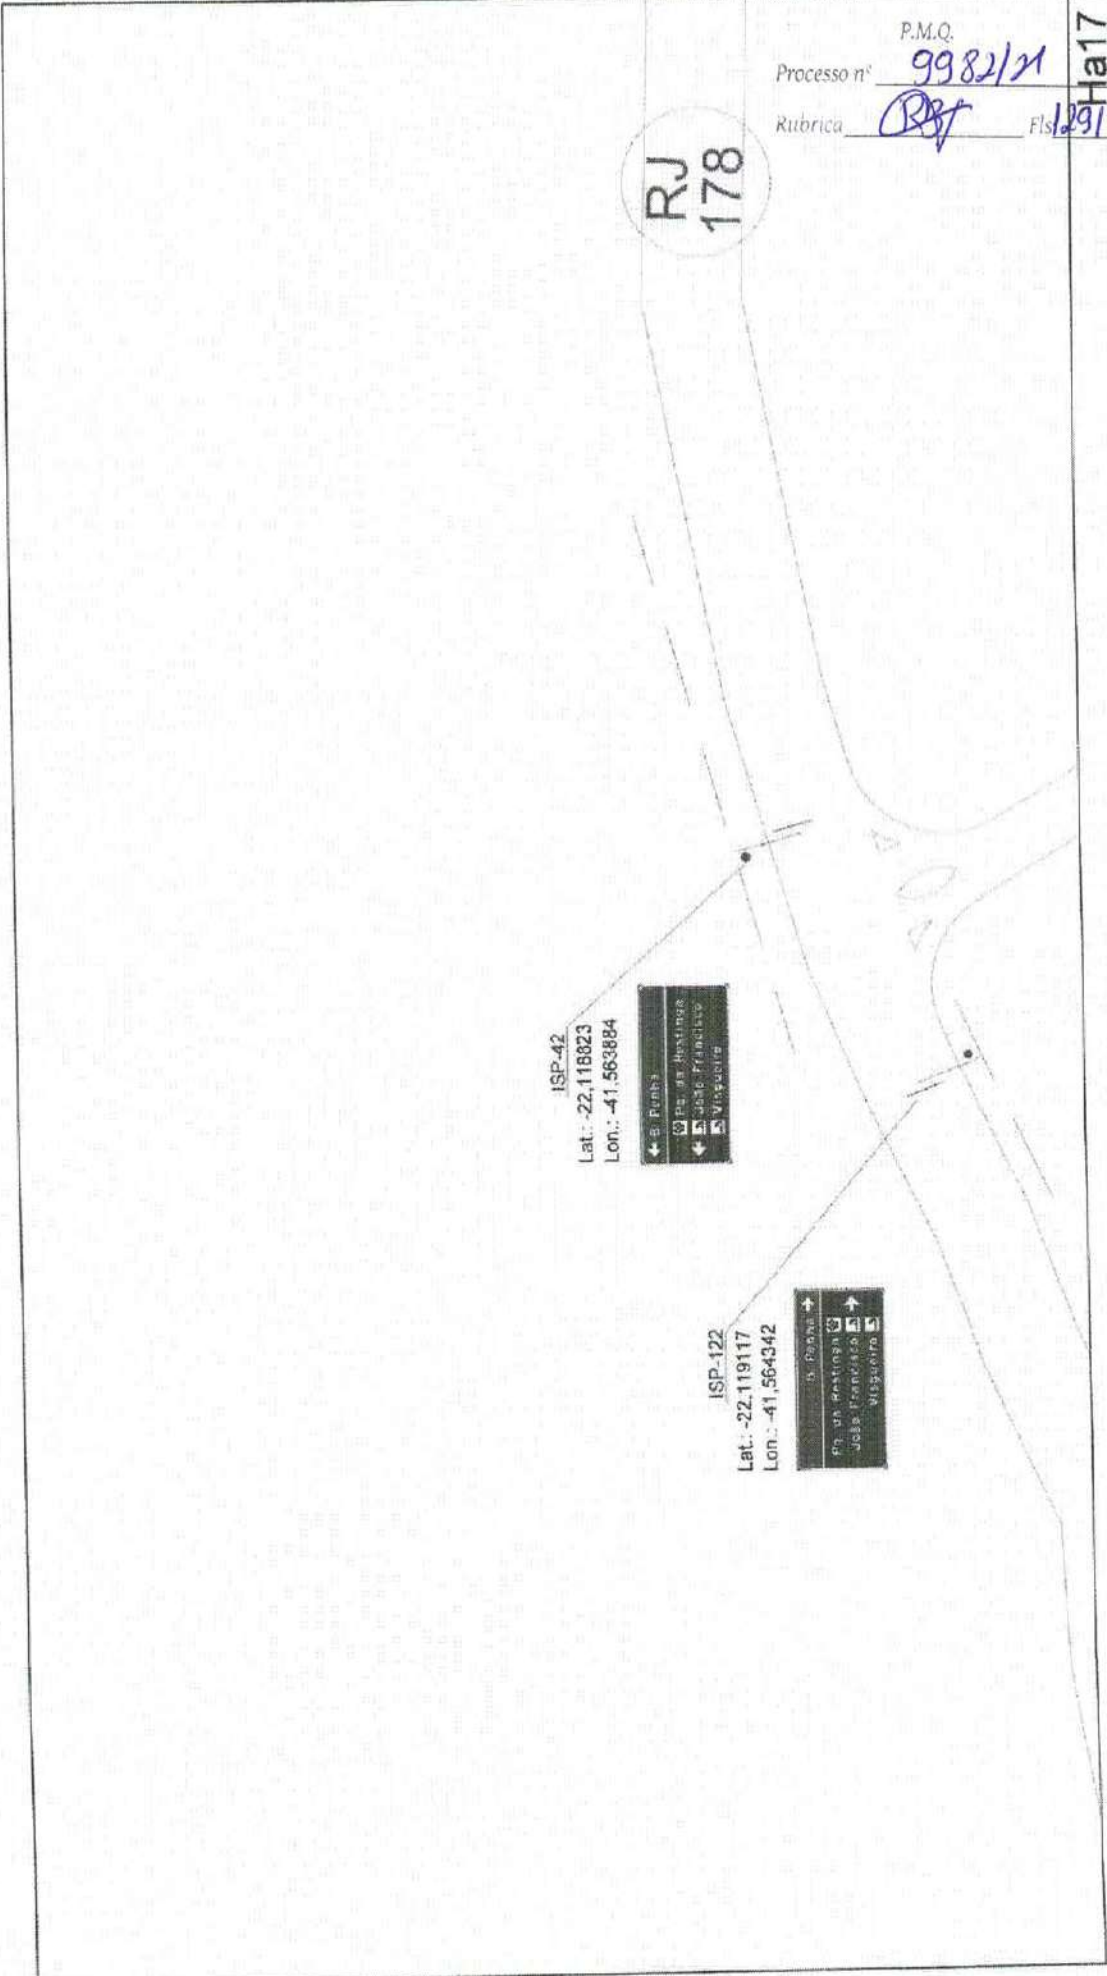 P.M.Q.
Processo nº 9982/21
Rubrica Fls 1291
Ha17
RJ
178
ISP-42
Lat.: -22,118823
Lon.: -41,563884
B. Penha
Pq. da Restinga
João Francisco
Visgueiro
ISP-122
Lat.: -22,119117
Lon.: -41,564342
B. Penha
Pq. da Restinga
João Francisco
Visgueiro